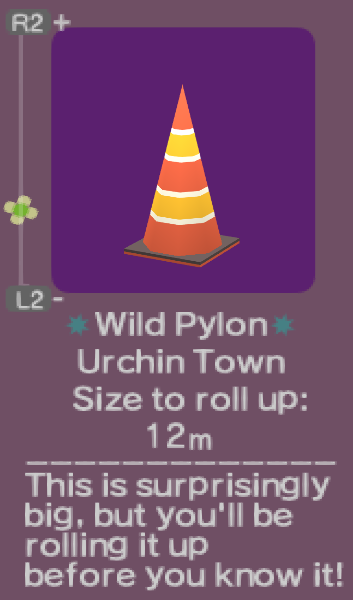 R2 +
L2 -
Wild Pylon
Urchin Town
Size to roll up:
12m
This is surprisingly
big, but you'll be
rolling it up
before you know it!